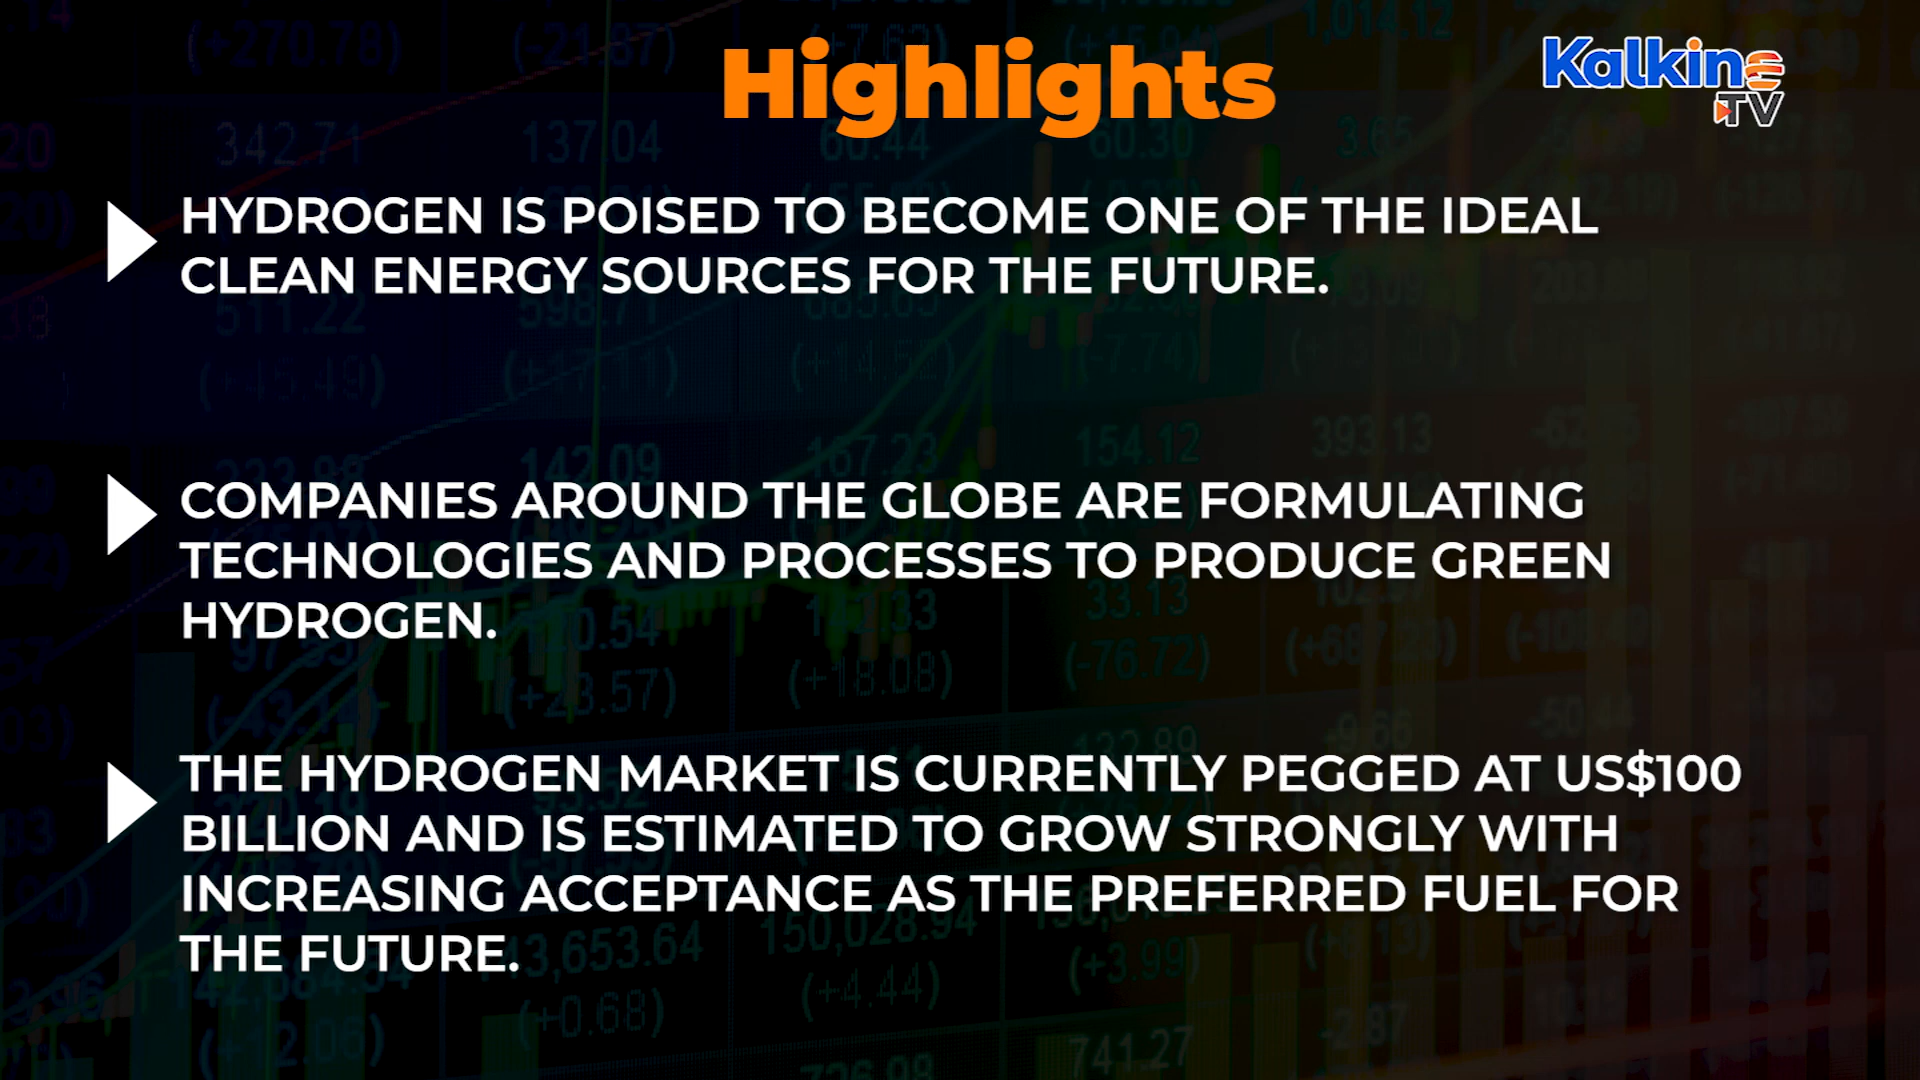 Highlights
Kalkine
TV
HYDROGEN IS POISED TO BECOME ONE OF THE IDEAL
CLEAN ENERGY SOURCES FOR THE FUTURE.
COMPANIES AROUND THE GLOBE ARE FORMULATING
TECHNOLOGIES AND PROCESSES TO PRODUCE GREEN
HYDROGEN.
THE HYDROGEN MARKET IS CURRENTLY PEGGED AT US$100
BILLION AND IS ESTIMATED TO GROW STRONGLY WITH
INCREASING ACCEPTANCE AS THE PREFERRED FUEL FOR
THE FUTURE.